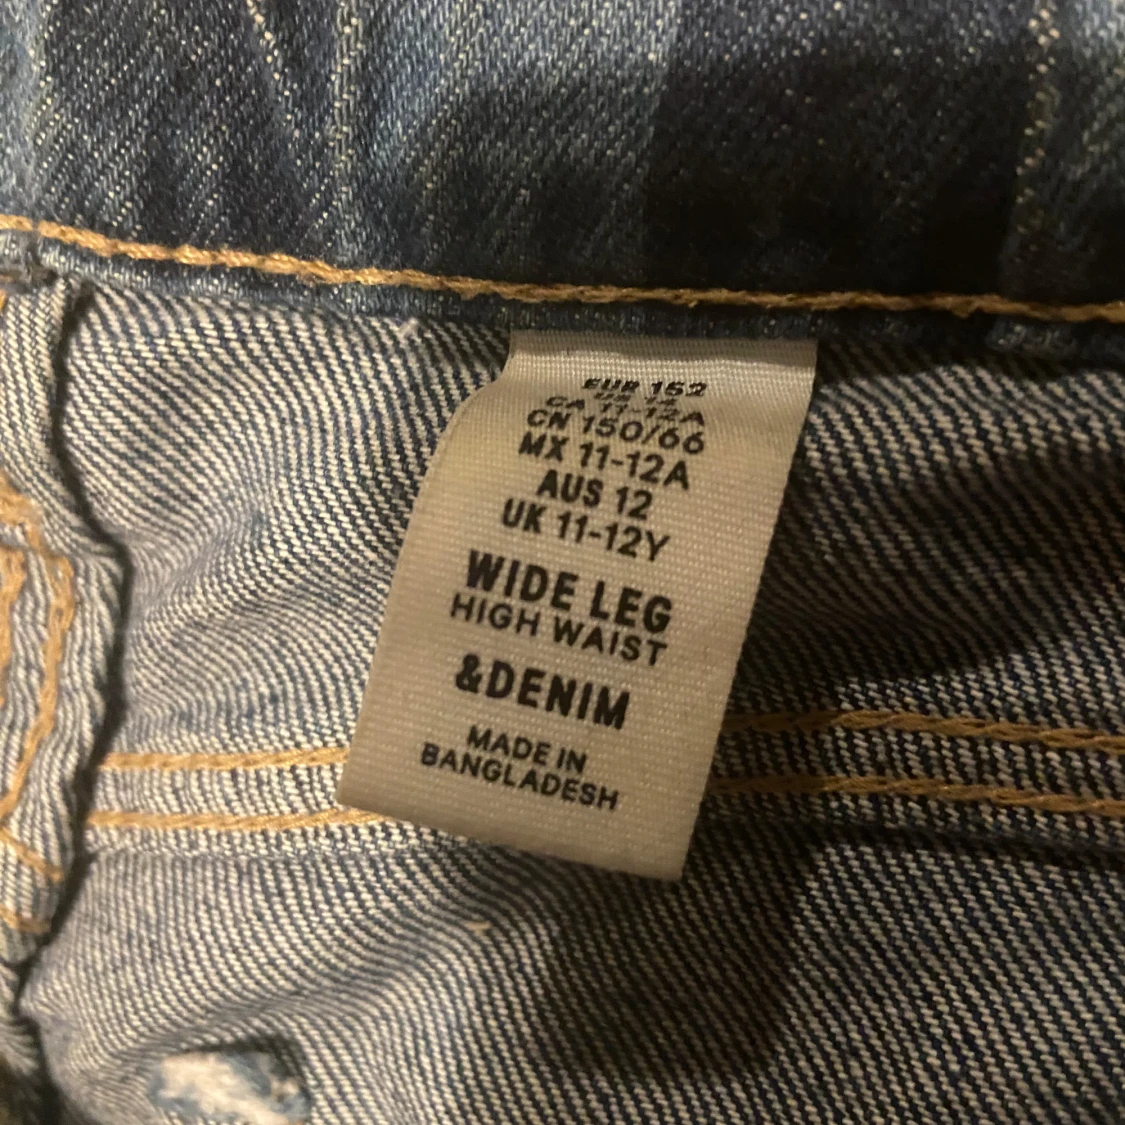 EUR 152
CA 11-12A
CN 150/66
MX 11-12A
AUS 12
UK 11-12Y
WIDE LEG
HIGH WAIST
&DENIM
MADE IN
BANGLADESH